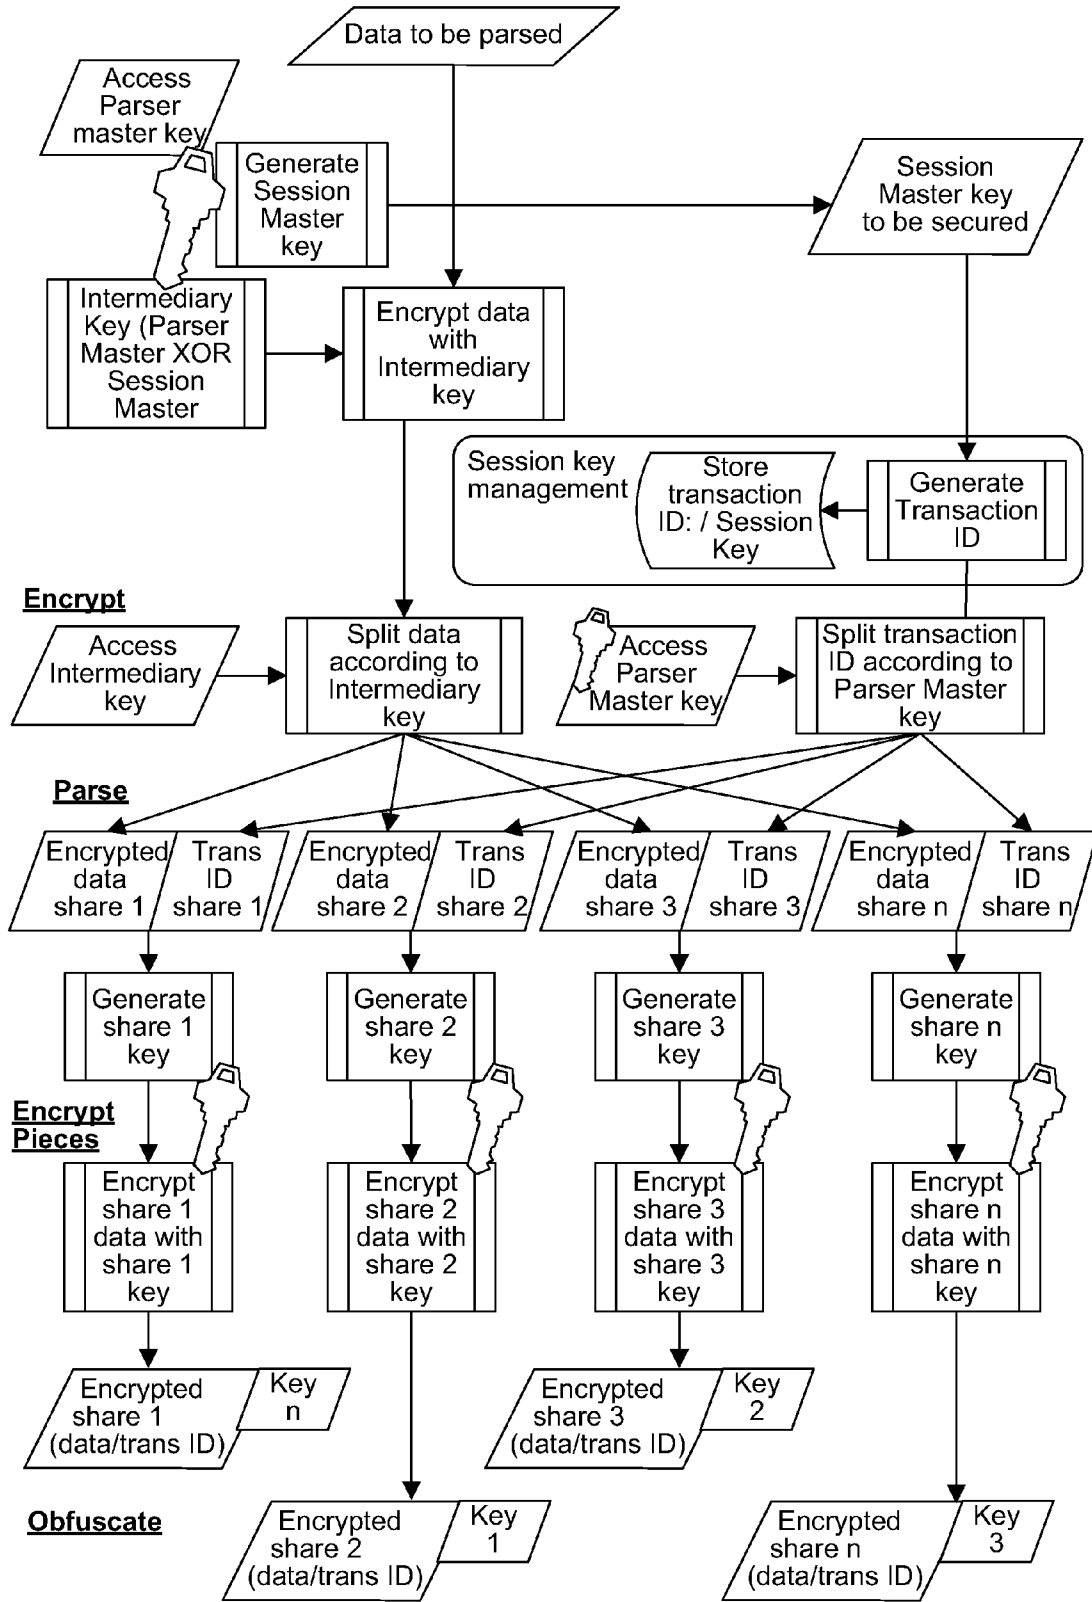 Data to be parsed
Access
Parser
master key
Generate
Session
Master
key
Session
Master key
to be secured
Intermediary
Key (Parser
Master XOR
Session
Master
Encrypt data
with
Intermediary
key
Session key
management
Store
transaction
ID: / Session
Key
Generate
Transaction
ID
Encrypt
Access
Intermediary
key
Split data
according to
Intermediary
key
Access
Parser
Master key
Split transaction
ID according to
Parser Master
key
Parse
Encrypted
data
share 1
Trans
ID
share 1
Encrypted
data
share 2
Trans
ID
share 2
Encrypted
data
share 3
Trans
ID
share 3
Encrypted
data
share n
Trans
ID
share n
Generate
share 1
key
Generate
share 2
key
Generate
share 3
key
Generate
share n
key
Encrypt
Pieces
Encrypt
share 1
data with
share 1
key
Encrypt
share 2
data with
share 2
key
Encrypt
share 3
data with
share 3
key
Encrypt
share n
data with
share n
key
Encrypted
share 1
(data/trans ID)
Key
n
Encrypted
share 3
(data/trans ID)
Key
2
Obfuscate
Encrypted
share 2
(data/trans ID)
Key
1
Encrypted
share n
(data/trans ID)
Key
3